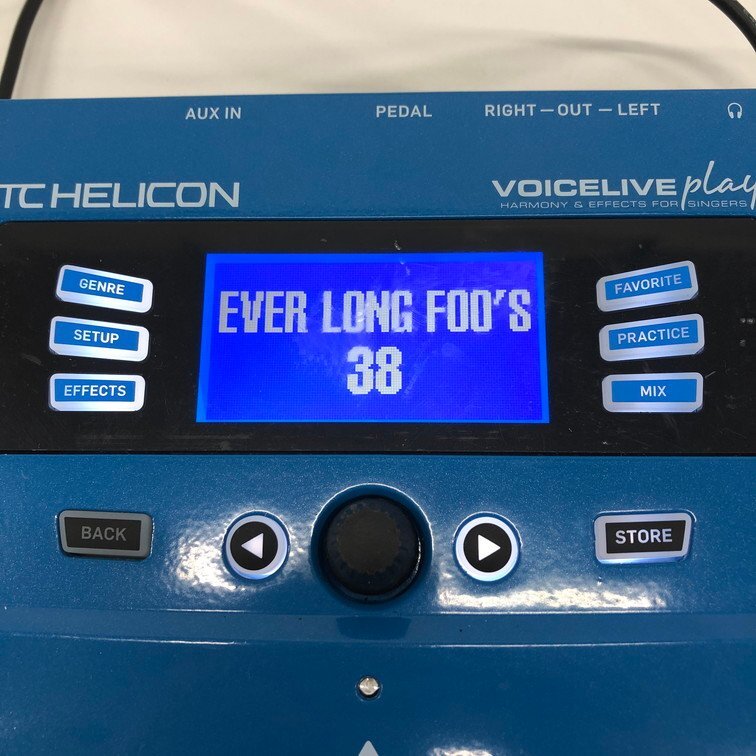 AUX IN
PEDAL
RIGHT — OUT — LEFT
TC HELICON
VOICELIVE play
HARMONY & EFFECTS FOR SINGERS
GENRE
SETUP
EFFECTS
EVER LONG FOO'S
38
FAVORITE
PRACTICE
MIX
BACK
STORE